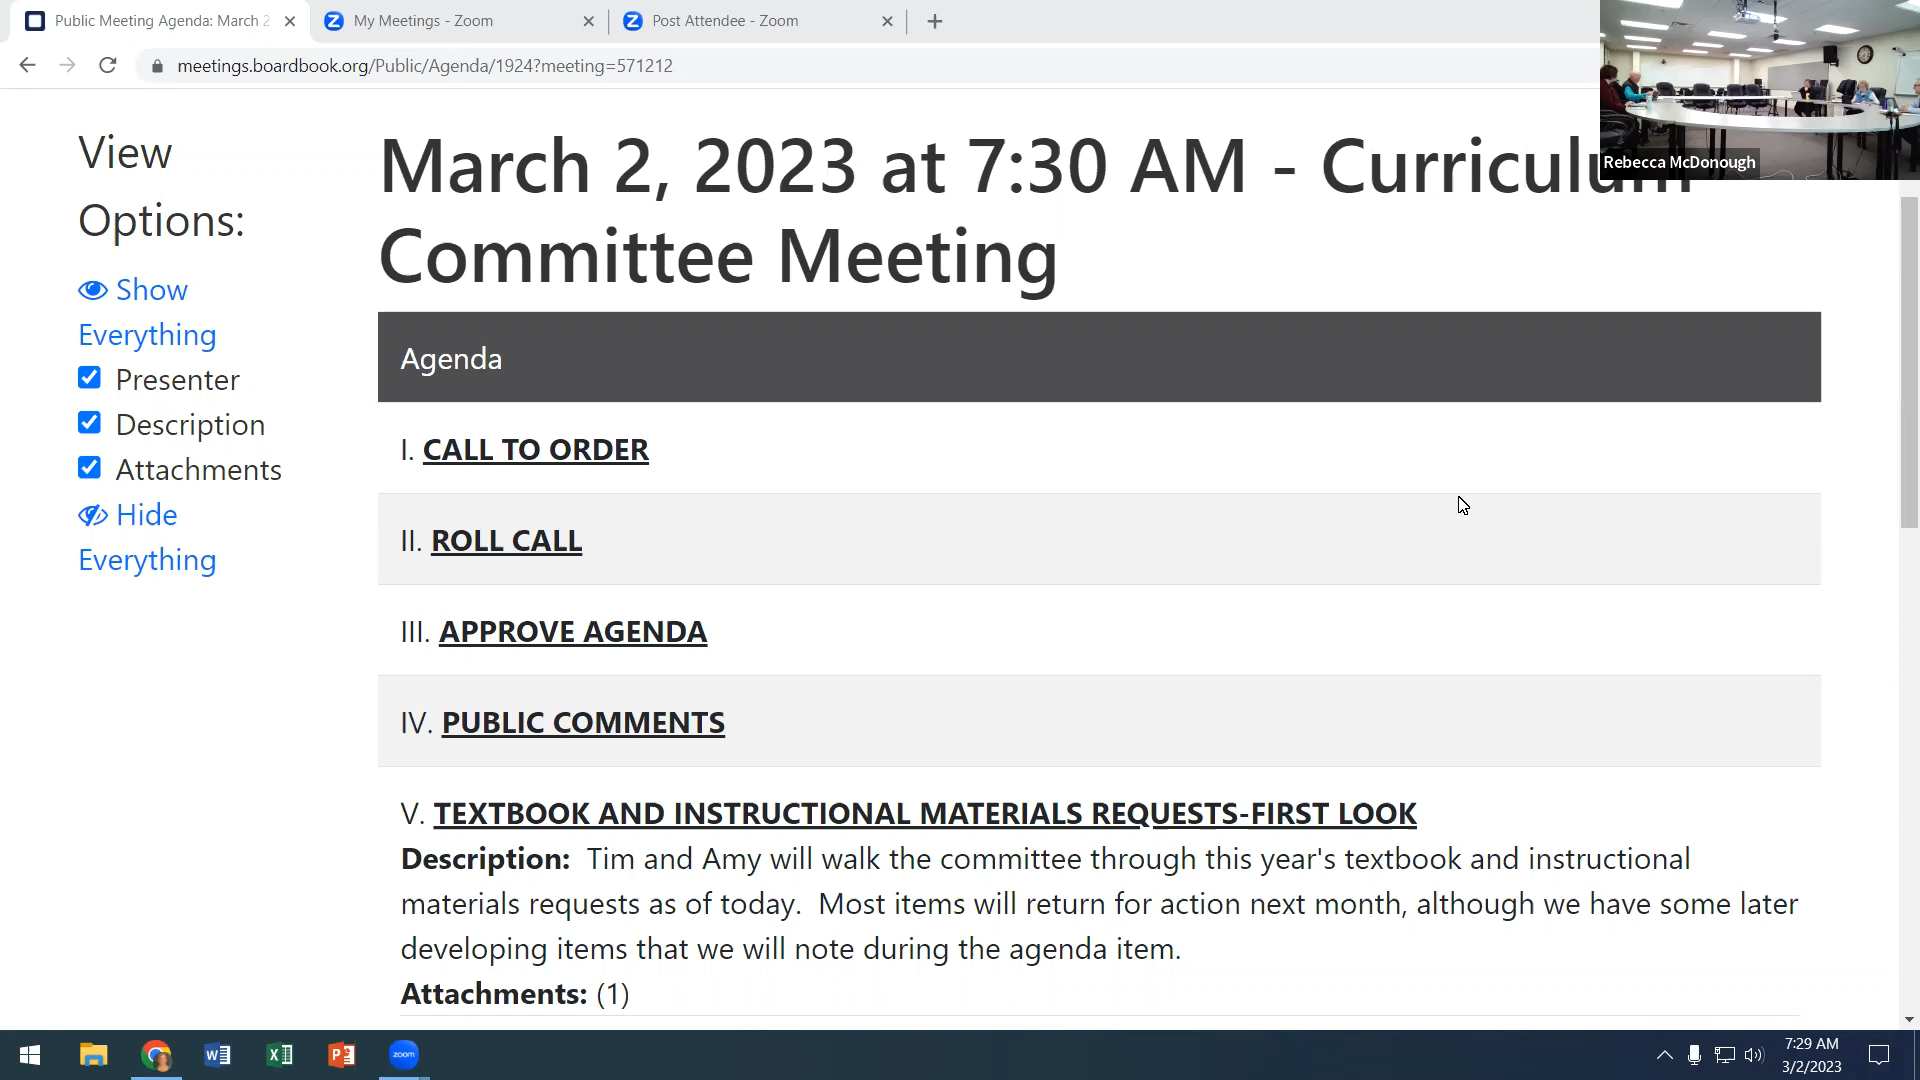 Public Meeting Agenda: March 2
My Meetings - Zoom
Post Attendee - Zoom
meetings.boardbook.org/Public/Agenda/1924?meeting=571212
Rebecca McDonough
View
Options:
Show
Everything
Presenter
Description
Attachments
Hide
Everything
March 2, 2023 at 7:30 AM - Curriculum
Committee Meeting
Agenda
I. CALL TO ORDER
II. ROLL CALL
III. APPROVE AGENDA
IV. PUBLIC COMMENTS
V. TEXTBOOK AND INSTRUCTIONAL MATERIALS REQUESTS-FIRST LOOK
Description:  Tim and Amy will walk the committee through this year's textbook and instructional
materials requests as of today.  Most items will return for action next month, although we have some later
developing items that we will note during the agenda item.
Attachments: (1)
zoom
7:29 AM
3/2/2023